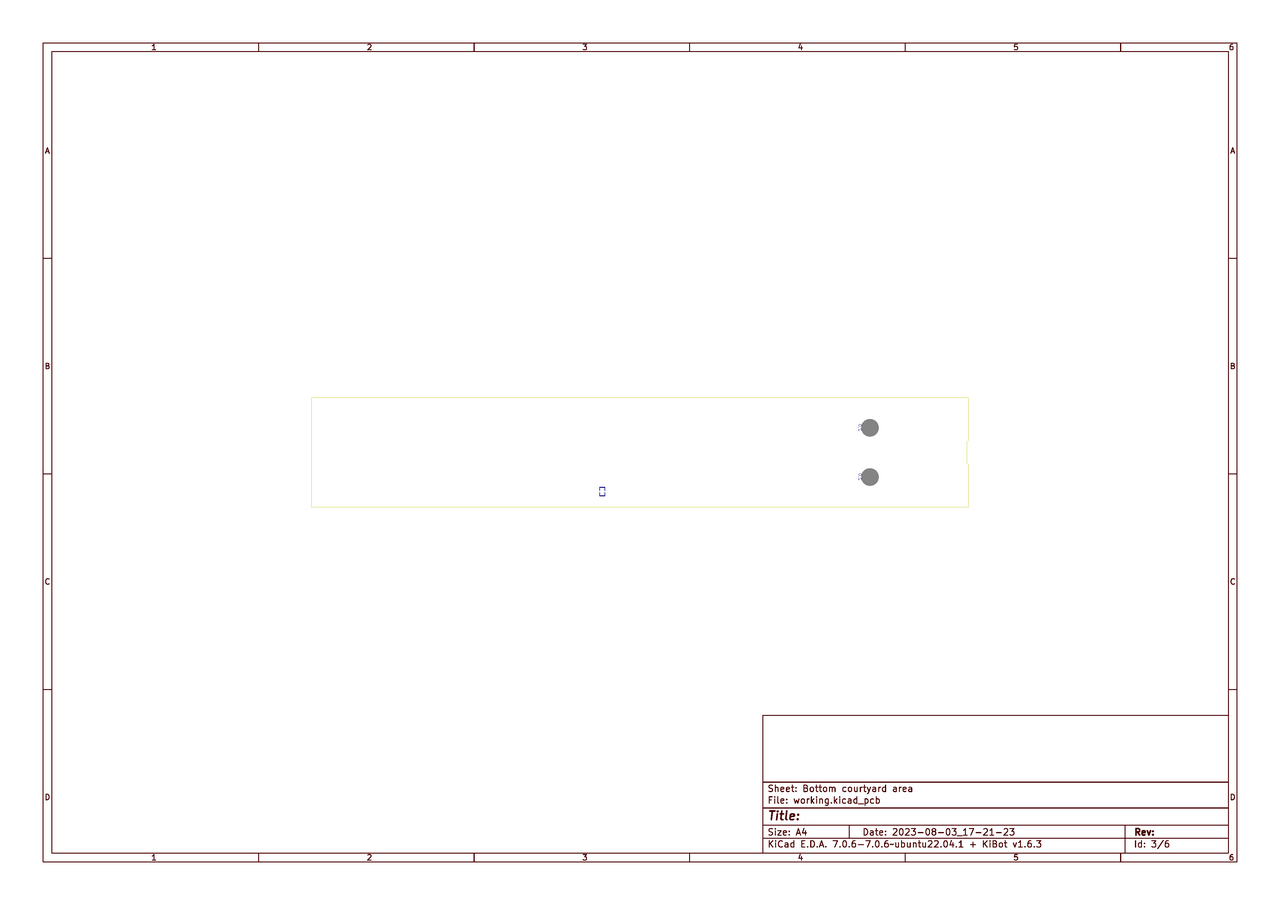 1 2 3 4 5 6
A A
B B
C C
D D
Sheet: Bottom courtyard area
File: working.kicad_pcb
Title:
Size: A4 Date: 2023-08-03_17-21-23 Rev:
KiCad E.D.A. 7.0.6-7.0.6~ubuntu22.04.1 + KiBot v1.6.3 Id: 3/6
1 2 3 4 5 6